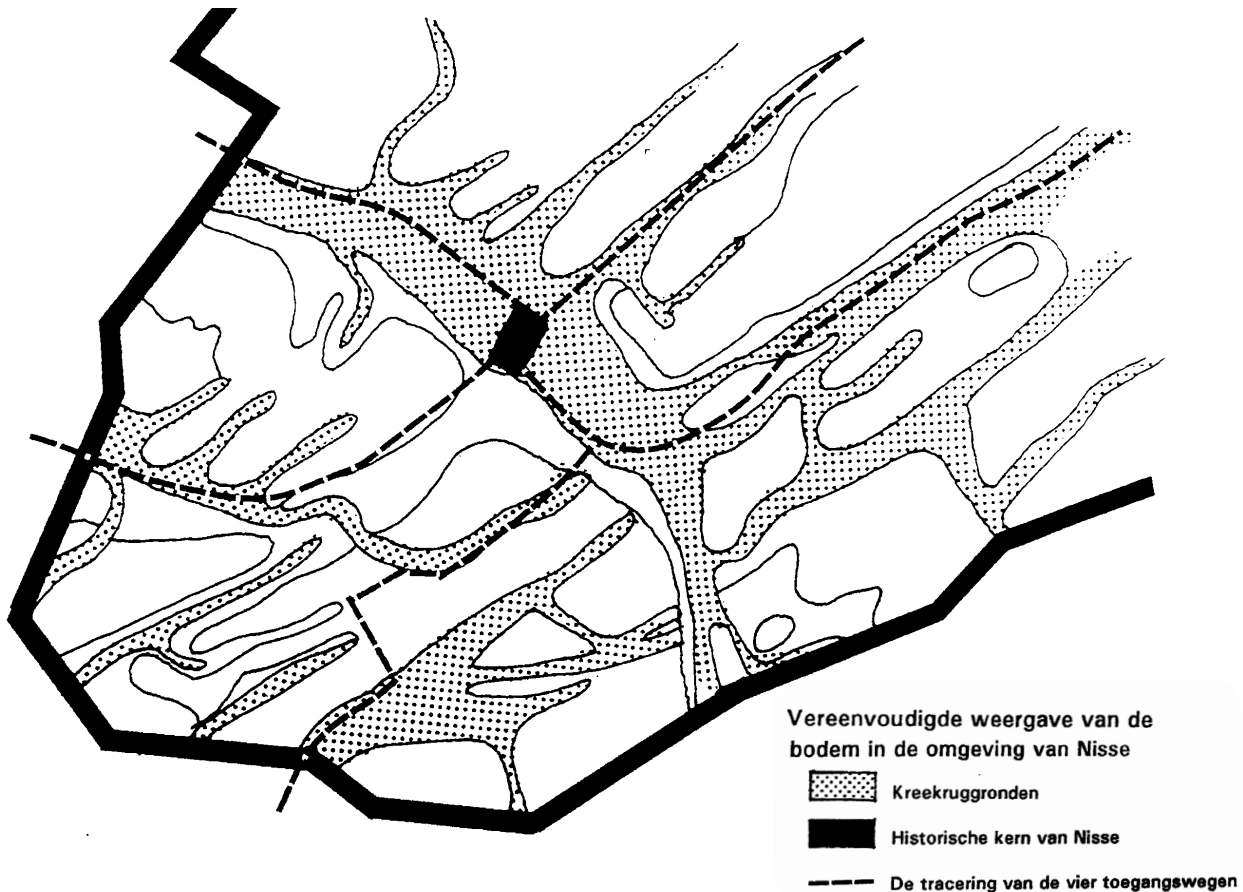 Vereenvoudigde weergave van de
bodem in de omgeving van Nisse
Kreekruggronden
Historische kern van Nisse
De tracering van de vier toegangswegen